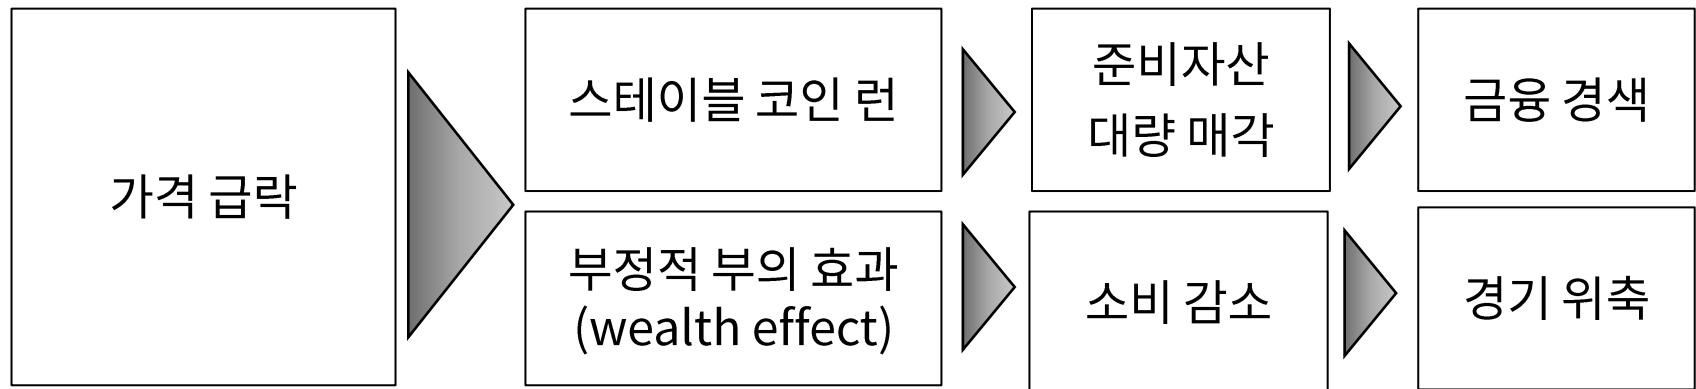 가격 급락
스테이블 코인 런
준비자산
대량 매각
금융 경색
부정적 부의 효과
(wealth effect)
소비 감소
경기 위축